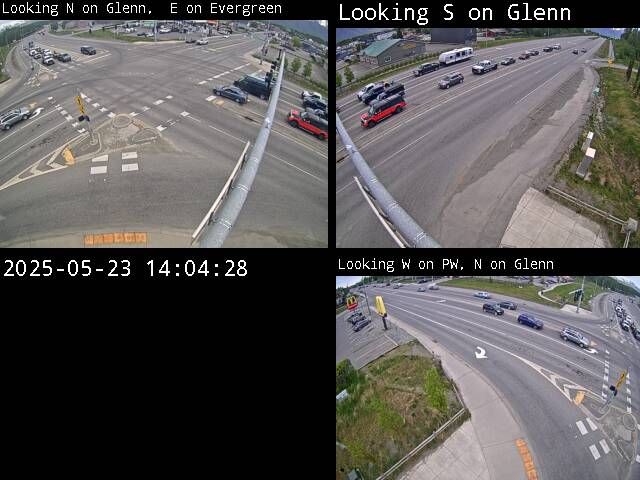 Looking N on Glenn,  E on Evergreen
Looking S on Glenn
2025-05-23 14:04:28
Looking W on PW, N on Glenn